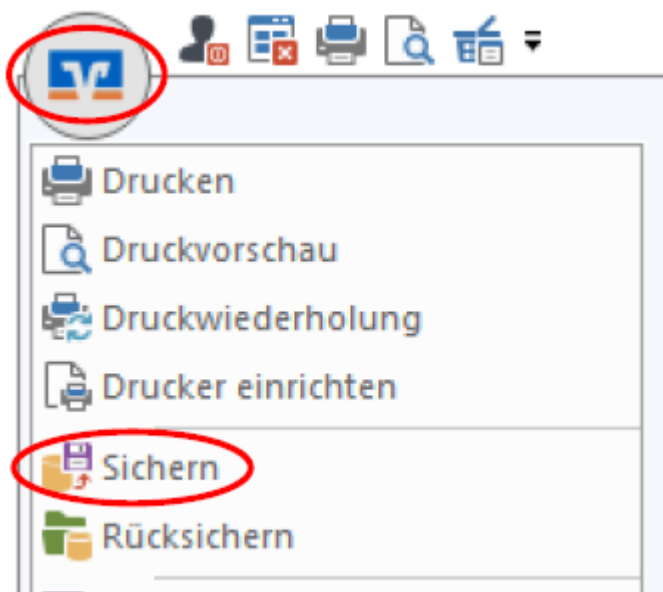 Drucken
Druckvorschau
Druckwiederholung
Drucker einrichten
Sichern
Rücksichern